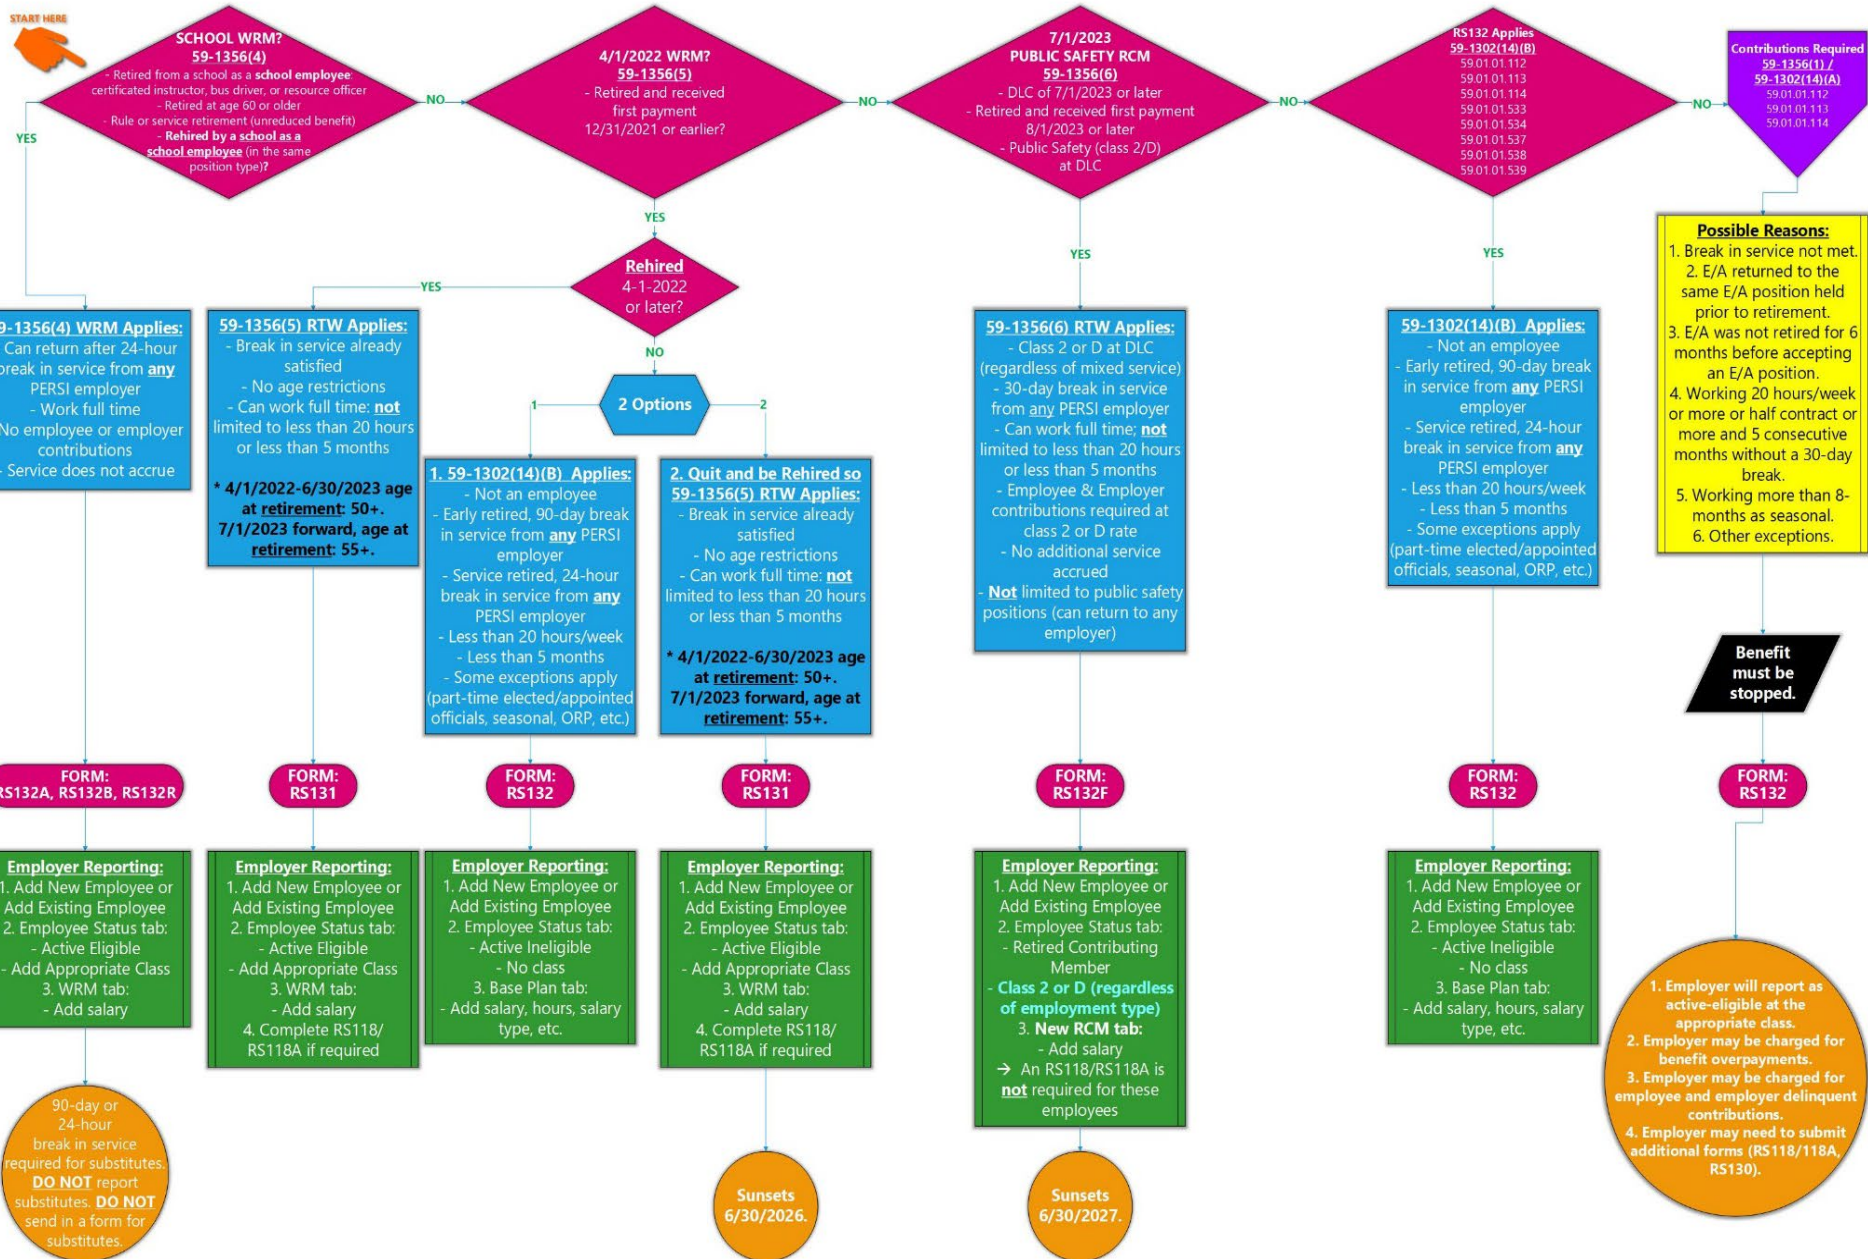 START HERE
SCHOOL WRM?
59-1356(4)
- Retired from a school as a school employee:
certificated instructor, bus driver, or resource officer
- Retired at age 60 or older
- Rule or service retirement (unreduced benefit)
- Rehired by a school as a
school employee (in the same
position type)?
YES
NO
4/1/2022 WRM?
59-1356(5)
- Retired and received
first payment
12/31/2021 or earlier?
NO
YES
7/1/2023
PUBLIC SAFETY RCM
59-1356(6)
- DLC of 7/1/2023 or later
- Retired and received first payment
8/1/2023 or later
- Public Safety (class 2/D)
at DLC
NO
YES
RS132 Applies
59-1302(14)(B)
59.01.01.112
59.01.01.113
59.01.01.114
59.01.01.533
59.01.01.534
59.01.01.537
59.01.01.538
59.01.01.539
NO
YES
Contributions Required
59-1356(1) /
59-1302(14)(A)
59.01.01.112
59.01.01.113
59.01.01.114
Rehired
4-1-2022
or later?
YES
NO
2 Options
1
2
9-1356(4) WRM Applies:
Can return after 24-hour
break in service from any
PERSI employer
- Work full time
No employee or employer
contributions
- Service does not accrue
59-1356(5) RTW Applies:
- Break in service already
satisfied
- No age restrictions
- Can work full time: not
limited to less than 20 hours
or less than 5 months
* 4/1/2022-6/30/2023 age
at retirement: 50+.
7/1/2023 forward, age at
retirement: 55+.
1. 59-1302(14)(B) Applies:
- Not an employee
- Early retired, 90-day break
in service from any PERSI
employer
- Service retired, 24-hour
break in service from any
PERSI employer
- Less than 20 hours/week
- Less than 5 months
- Some exceptions apply
(part-time elected/appointed
officials, seasonal, ORP, etc.)
2. Quit and be Rehired so
59-1356(5) RTW Applies:
- Break in service already
satisfied
- No age restrictions
- Can work full time: not
limited to less than 20 hours
or less than 5 months
* 4/1/2022-6/30/2023 age
at retirement: 50+.
7/1/2023 forward, age at
retirement: 55+.
59-1356(6) RTW Applies:
- Class 2 or D at DLC
(regardless of mixed service)
- 30-day break in service
from any PERSI employer
- Can work full time; not
limited to less than 20 hours
or less than 5 months
- Employee & Employer
contributions required at
class 2 or D rate
- No additional service
accrued
- Not limited to public safety
positions (can return to any
employer)
59-1302(14)(B) Applies:
- Not an employee
- Early retired, 90-day break
in service from any PERSI
employer
- Service retired, 24-hour
break in service from any
PERSI employer
- Less than 20 hours/week
- Less than 5 months
- Some exceptions apply
(part-time elected/appointed
officials, seasonal, ORP, etc.)
Possible Reasons:
1. Break in service not met.
2. E/A returned to the
same E/A position held
prior to retirement.
3. E/A was not retired for 6
months before accepting
an E/A position.
4. Working 20 hours/week
or more or half contract or
more and 5 consecutive
months without a 30-day
break.
5. Working more than 8-
months as seasonal.
6. Other exceptions.
Benefit
must be
stopped.
FORM:
RS132A, RS132B, RS132R
FORM:
RS131
FORM:
RS132
FORM:
RS131
FORM:
RS132F
FORM:
RS132
FORM:
RS132
Employer Reporting:
1. Add New Employee or
Add Existing Employee
2. Employee Status tab:
- Active Eligible
- Add Appropriate Class
3. WRM tab:
- Add salary
Employer Reporting:
1. Add New Employee or
Add Existing Employee
2. Employee Status tab:
- Active Eligible
- Add Appropriate Class
3. WRM tab:
- Add salary
4. Complete RS118/
RS118A if required
Employer Reporting:
1. Add New Employee or
Add Existing Employee
2. Employee Status tab:
- Active Ineligible
- No class
3. Base Plan tab:
- Add salary, hours, salary
type, etc.
Employer Reporting:
1. Add New Employee or
Add Existing Employee
2. Employee Status tab:
- Active Eligible
- Add Appropriate Class
3. WRM tab:
- Add salary
4. Complete RS118/
RS118A if required
Employer Reporting:
1. Add New Employee or
Add Existing Employee
2. Employee Status tab:
- Retired Contributing
Member
- Class 2 or D (regardless
of employment type)
3. New RCM tab:
- Add salary
→ An RS118/RS118A is
not required for these
employees
Employer Reporting:
1. Add New Employee or
Add Existing Employee
2. Employee Status tab:
- Active Ineligible
- No class
3. Base Plan tab:
- Add salary, hours, salary
type, etc.
1. Employer will report as
active-eligible at the
appropriate class.
2. Employer may be charged for
benefit overpayments.
3. Employer may be charged for
employee and employer delinquent
contributions.
4. Employer may need to submit
additional forms (RS118/118A,
RS130).
90-day or
24-hour
break in service
required for substitutes.
DO NOT report
substitutes. DO NOT
send in a form for
substitutes.
Sunsets
6/30/2026.
Sunsets
6/30/2027.